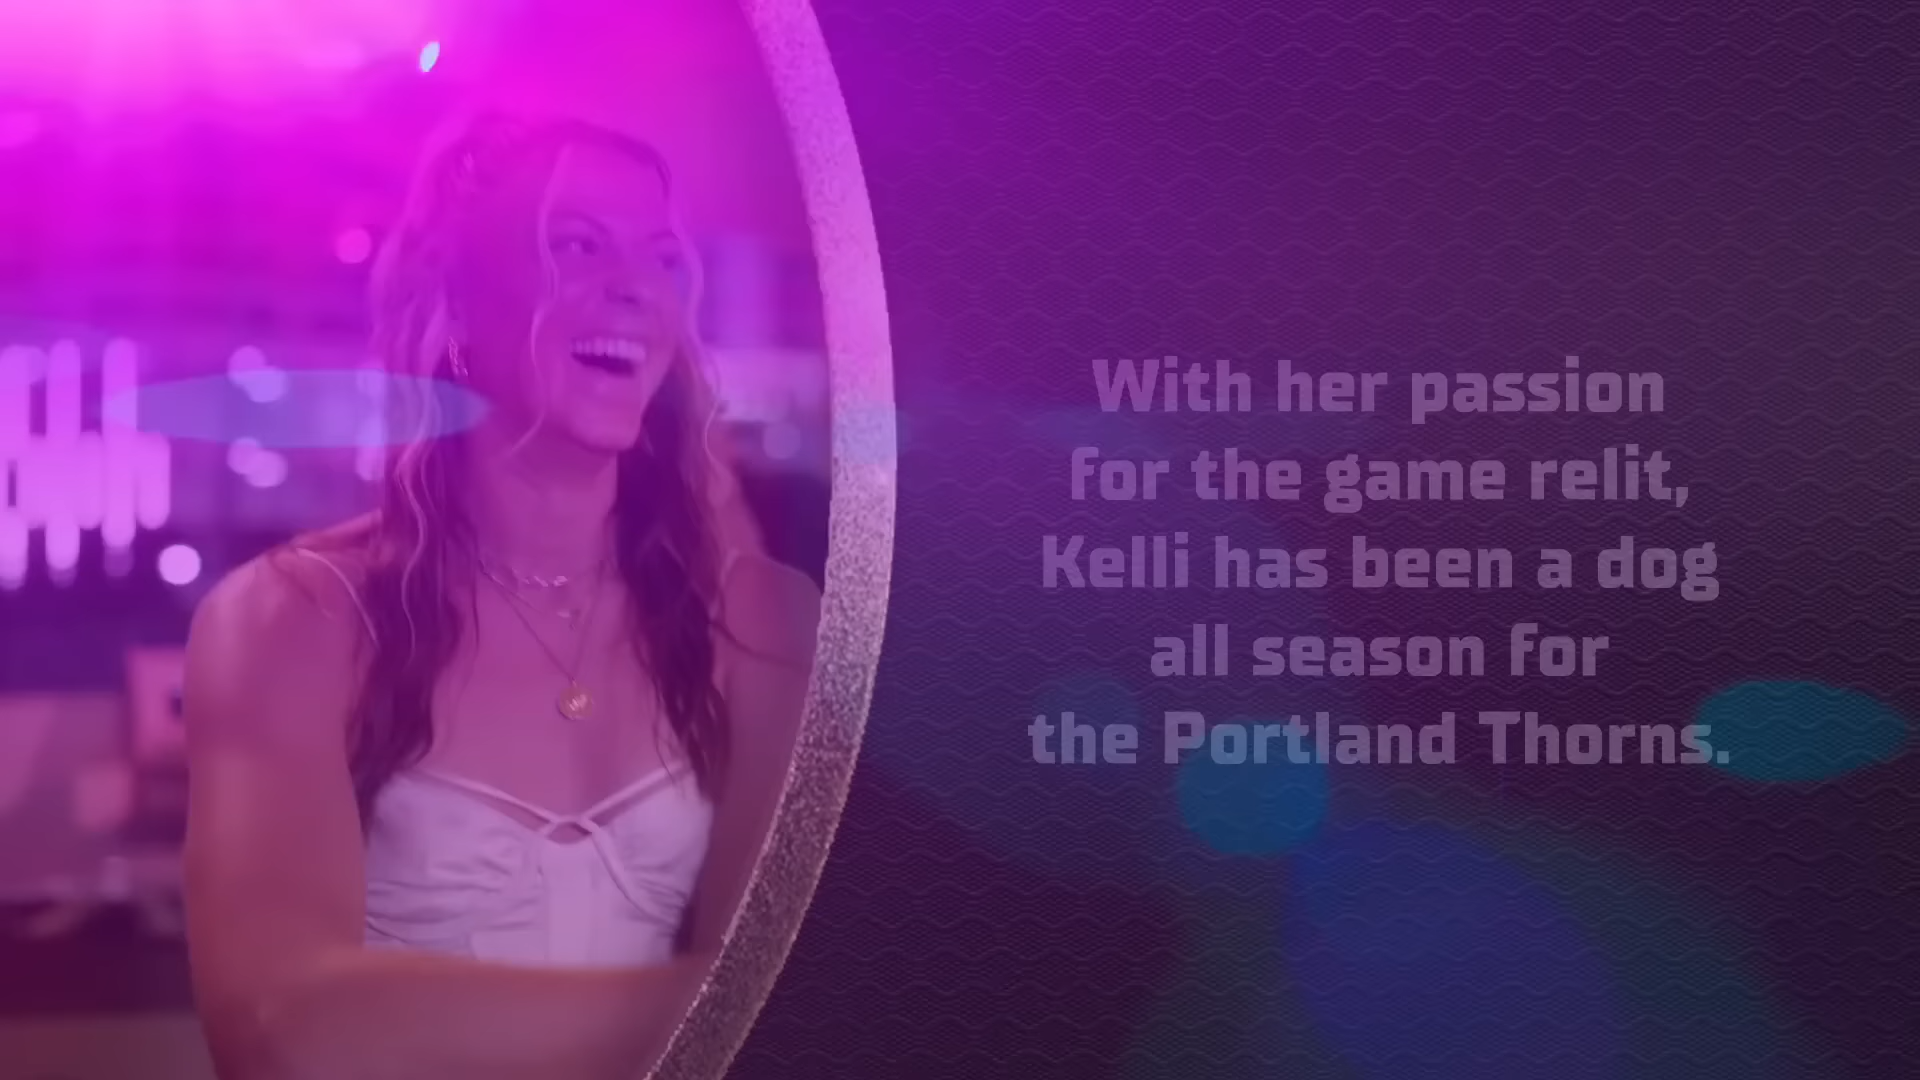 With her passion
for the game relit,
Kelli has been a dog
all season for
the Portland Thorns.